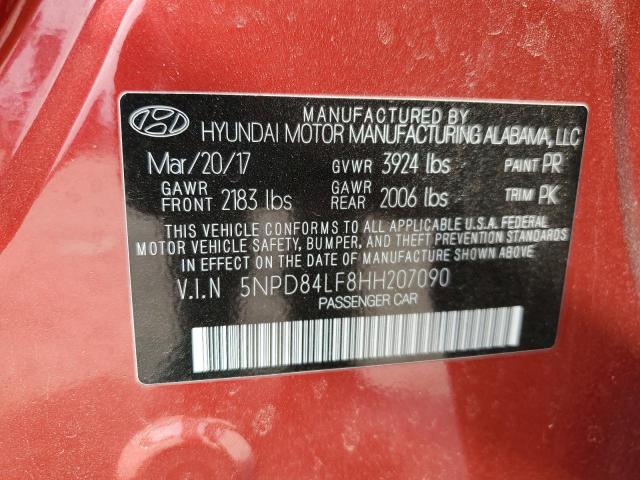 MANUFACTURED BY
HYUNDAI MOTOR MANUFACTURING ALABAMA, LLC
Mar/20/17 GVWR 3924 lbs PAINT PR
GAWR FRONT 2183 lbs GAWR REAR 2006 lbs TRIM PK
THIS VEHICLE CONFORMS TO ALL APPLICABLE U.S.A. FEDERAL
MOTOR VEHICLE SAFETY, BUMPER, AND THEFT PREVENTION STANDARDS
IN EFFECT ON THE DATE OF MANUFACTURE SHOWN ABOVE.
V.I.N 5NPD84LF8HH207090
PASSENGER CAR